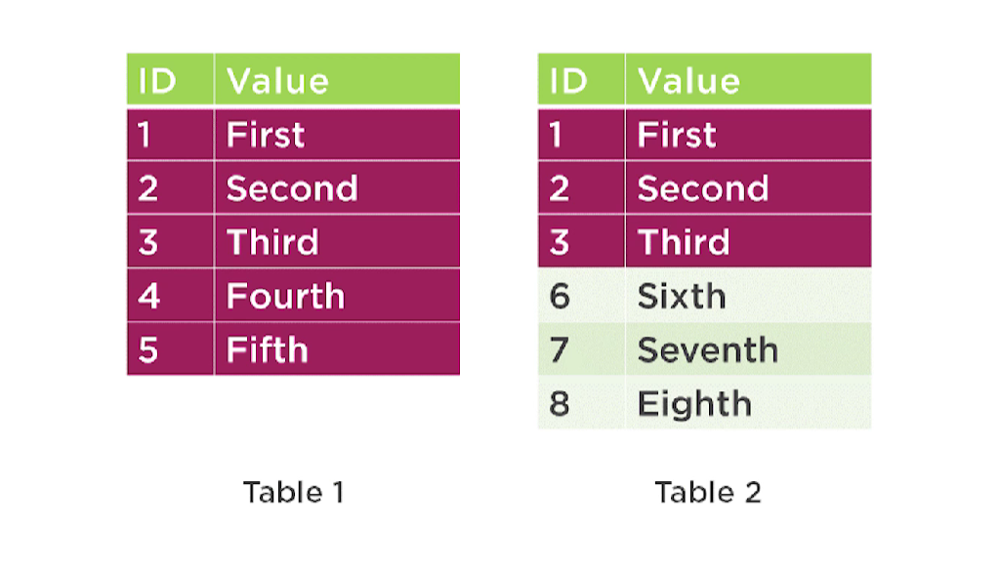 ID Value
1 First
2 Second
3 Third
4 Fourth
5 Fifth
Table 1
ID Value
1 First
2 Second
3 Third
6 Sixth
7 Seventh
8 Eighth
Table 2